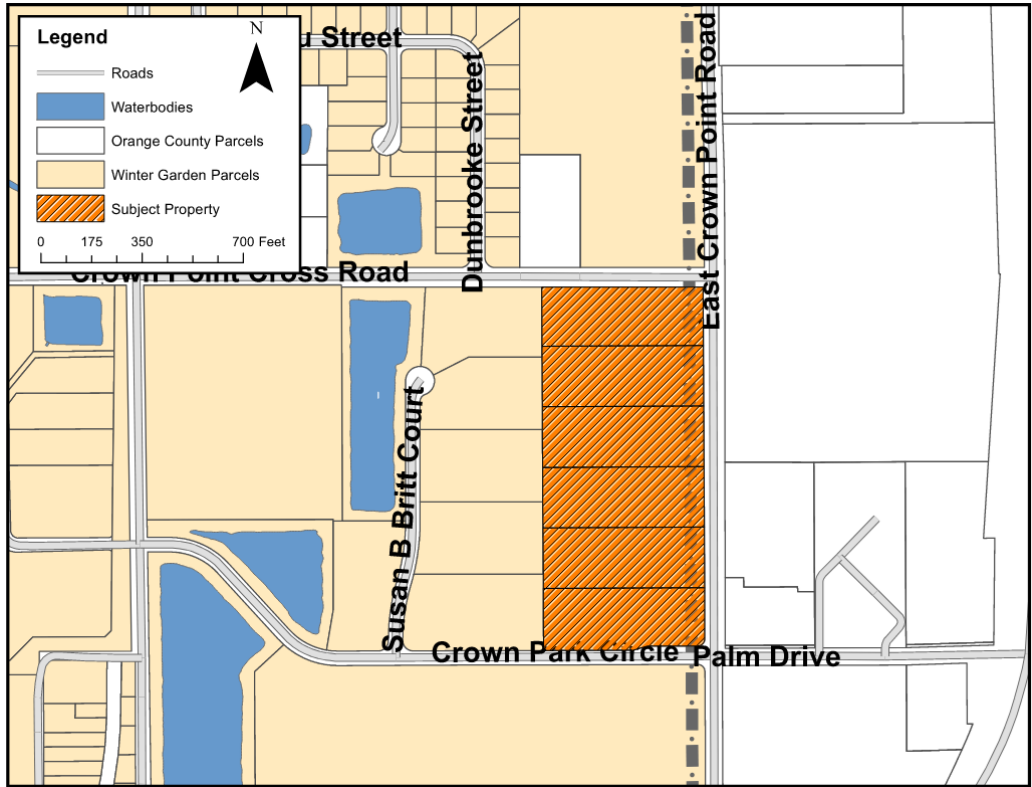 Legend
N
Roads
Waterbodies
Orange County Parcels
Winter Garden Parcels
Subject Property
0 175 350 700 Feet
Street
Dunbrooke Street
East Crown Point Road
Crown Point Cross Road
Susan B Britt Court
Crown Park Circle
Palm Drive